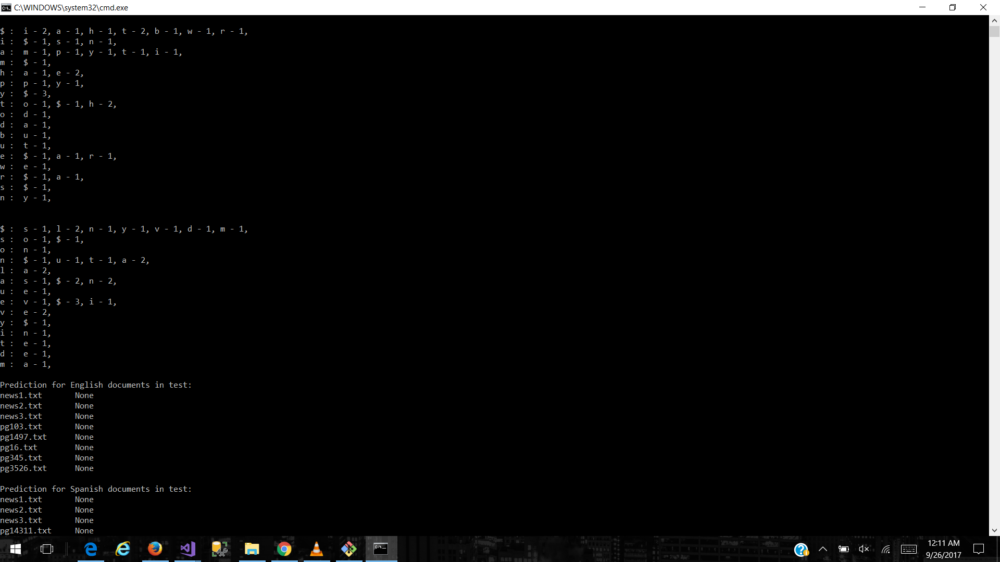 C:\WINDOWS\system32\cmd.exe
$ :  i - 2, a - 1, h - 1, t - 2, b - 1, w - 1, r - 1,
i :  $ - 1, s - 1, n - 1,
a :  m - 1, p - 1, y - 1, t - 1, i - 1,
m :  $ - 1,
h :  a - 1, e - 2,
p :  p - 1, y - 1,
y :  $ - 3,
t :  o - 1, $ - 1, h - 2,
o :  d - 1,
d :  a - 1,
b :  u - 1,
u :  t - 1,
e :  $ - 1, a - 1, r - 1,
w :  e - 1,
r :  $ - 1, a - 1,
s :  $ - 1,
n :  y - 1,
$ :  s - 1, l - 2, n - 1, y - 1, v - 1, d - 1, m - 1,
s :  o - 1, $ - 1,
o :  n - 1,
n :  $ - 1, u - 1, t - 1, a - 2,
l :  a - 2,
a :  s - 1, $ - 2, n - 2,
u :  e - 1,
e :  v - 1, $ - 3, i - 1,
v :  e - 2,
y :  $ - 1,
i :  n - 1,
t :  e - 1,
d :  e - 1,
m :  a - 1,
Prediction for English documents in test:
news1.txt       None
news2.txt       None
news3.txt       None
pg103.txt       None
pg1497.txt      None
pg16.txt        None
pg345.txt       None
pg3526.txt      None
Prediction for Spanish documents in test:
news1.txt       None
news2.txt       None
news3.txt       None
pg14311.txt     None
12:11 AM
9/26/2017